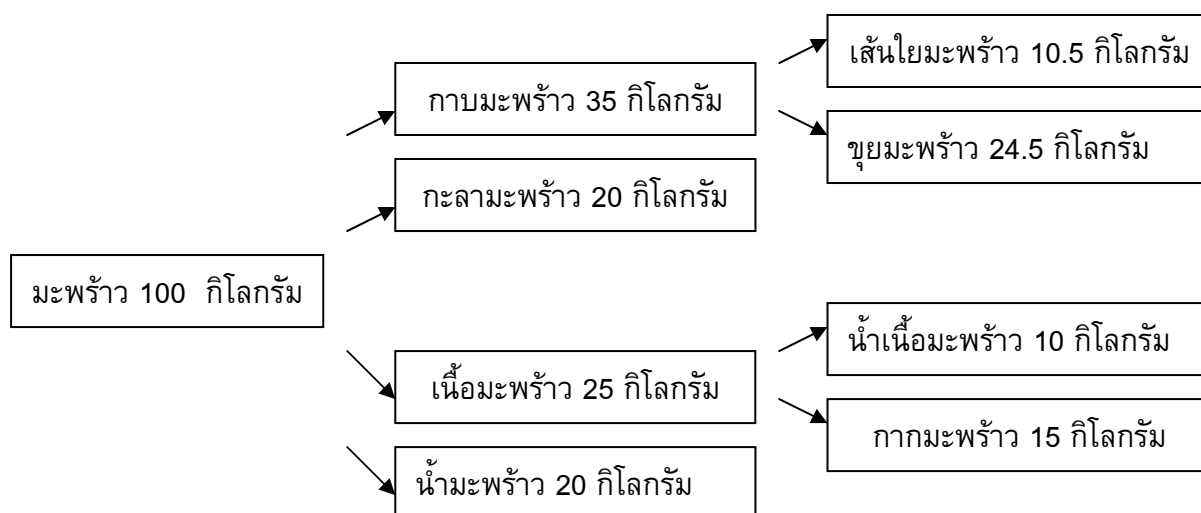 เส้นใยมะพร้าว 10.5 กิโลกรัม
กาบมะพร้าว 35 กิโลกรัม
ขุยมะพร้าว 24.5 กิโลกรัม
กะลามะพร้าว 20 กิโลกรัม
มะพร้าว 100 กิโลกรัม
น้ำเนื้อมะพร้าว 10 กิโลกรัม
เนื้อมะพร้าว 25 กิโลกรัม
กากมะพร้าว 15 กิโลกรัม
น้ำมะพร้าว 20 กิโลกรัม